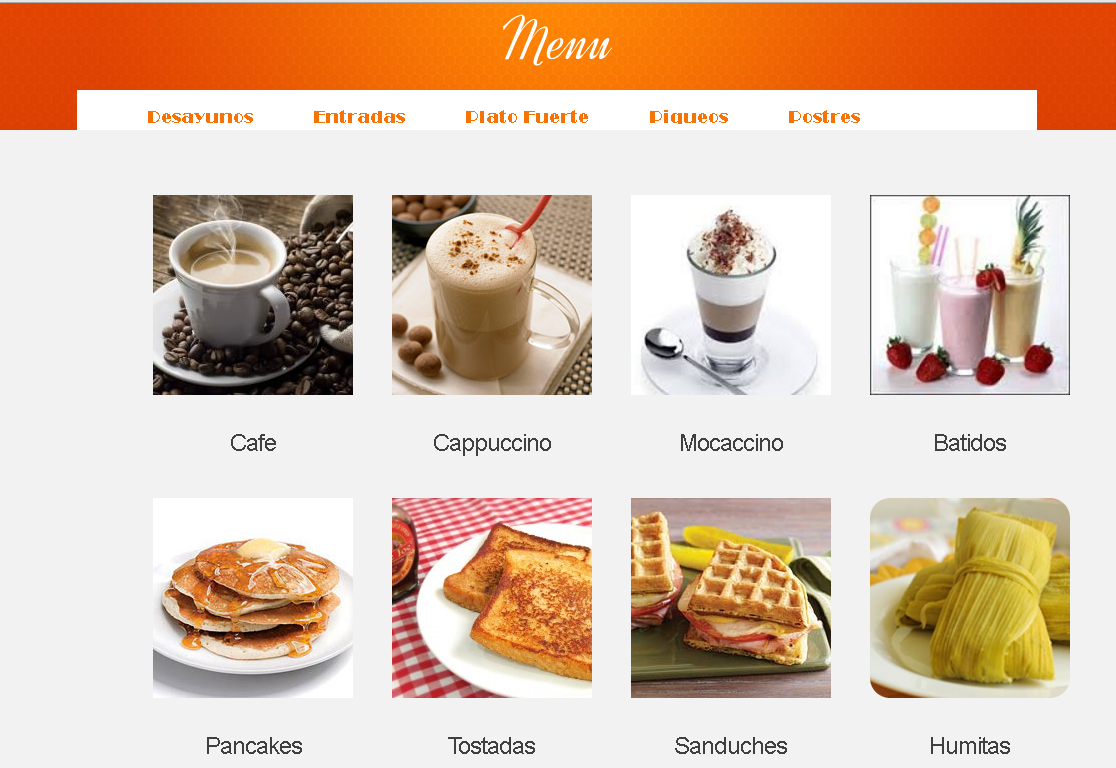 Menu
Desayunos Entradas Plato Fuerte Piqueos Postres
Cafe Cappuccino Mocaccino Batidos
Pancakes Tostadas Sanduches Humitas